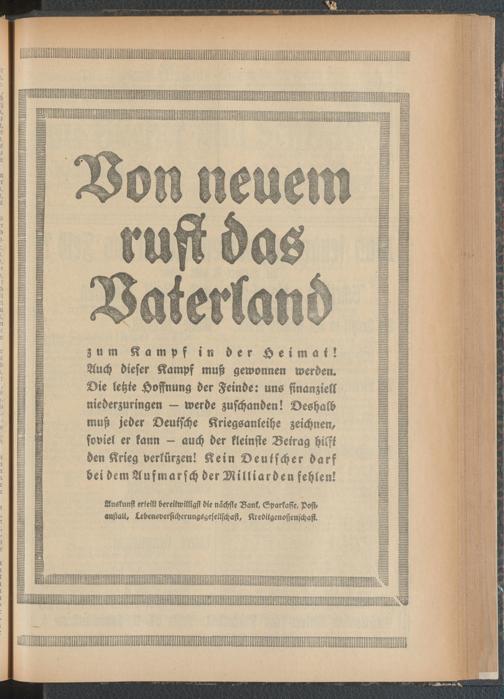 Von neuem
ruft das
Vaterland
zum Kampf in der Heimat!
Auch dieser Kampf muß gewonnen werden.
Die letzte Hoffnung der Feinde: uns finanziell
niederzuringen — werde zuschanden! Deshalb
muß jeder Deutsche Kriegsanleihe zeichnen,
soviel er kann — auch der kleinste Beitrag hilft
den Krieg verkürzen! Kein Deutscher darf
bei dem Aufmarsch der Milliarden fehlen!
Auskunft erteilt bereitwilligst die nächste Bank, Sparkasse, Post-
anstalt, Lebensversicherungsgesellschaft, Kreditgenossenschaft.